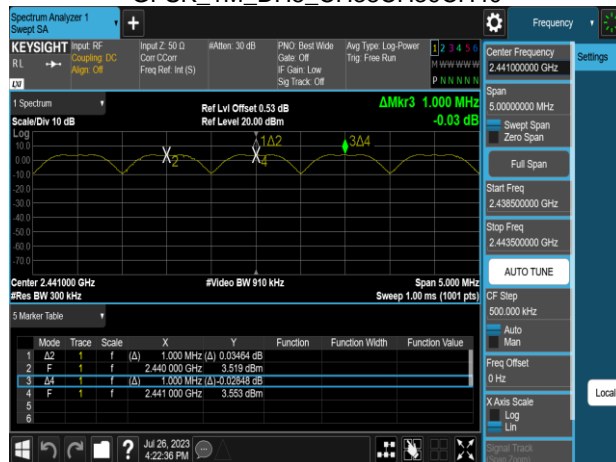 Spectrum Analyzer 1
Swept SA
Frequency
KEYSIGHT
RL
Input: RF
Coupling: DC
Align: Off
Input Z: 50 Ω
Corr CCorr
Freq Ref: Int (S)
#Atten: 30 dB
PNO: Best Wide
Gate: Off
IF Gain: Low
Sig Track: Off
Avg Type: Log-Power
Trig: Free Run
1 2 3 4 5 6
M W W W W W
P N N N N N
LXI
1 Spectrum
Scale/Div 10 dB
Ref Lvl Offset 0.53 dB
Ref Level 20.00 dBm
ΔMkr3 1.000 MHz
-0.03 dB
Log
10.0
0.00
-10.0
-20.0
-30.0
-40.0
-50.0
-60.0
-70.0
2
1Δ2
4
3Δ4
Center 2.441000 GHz
#Res BW 300 kHz
#Video BW 910 kHz
Span 5.000 MHz
Sweep 1.00 ms (1001 pts)
5 Marker Table
Mode Trace Scale X Y Function Function Width Function Value
1 Δ2 1 f (Δ) 1.000 MHz (Δ) 0.03464 dB
2 F 1 f 2.440 000 GHz 3.519 dBm
3 Δ4 1 f (Δ) 1.000 MHz (Δ) -0.02848 dB
4 F 1 f 2.441 000 GHz 3.553 dBm
5
6
Jul 26, 2023
4:22:36 PM
Center Frequency
2.441000000 GHz
Settings
Span
5.00000000 MHz
Swept Span
Zero Span
Full Span
Start Freq
2.438500000 GHz
Stop Freq
2.443500000 GHz
AUTO TUNE
CF Step
500.000 kHz
Auto
Man
Freq Offset
0 Hz
X Axis Scale
Log
Lin
Local
Signal Track
(Span Zoom)